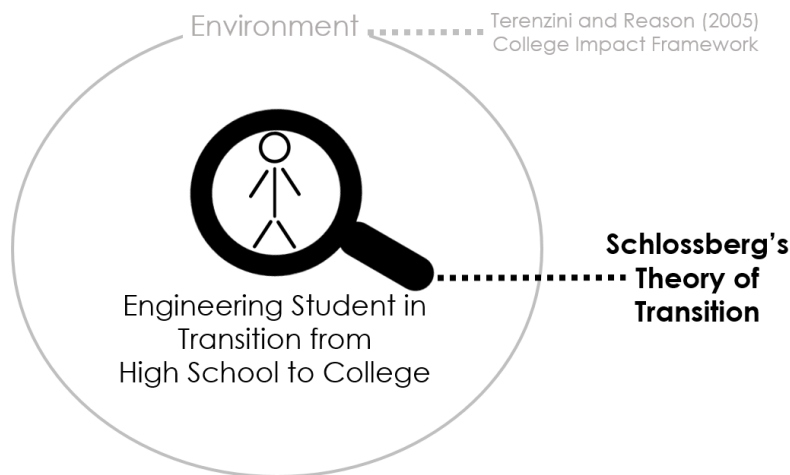 Environment
Terenzini and Reason (2005)
College Impact Framework
Schlossberg's
Theory of
Transition
Engineering Student in
Transition from
High School to College